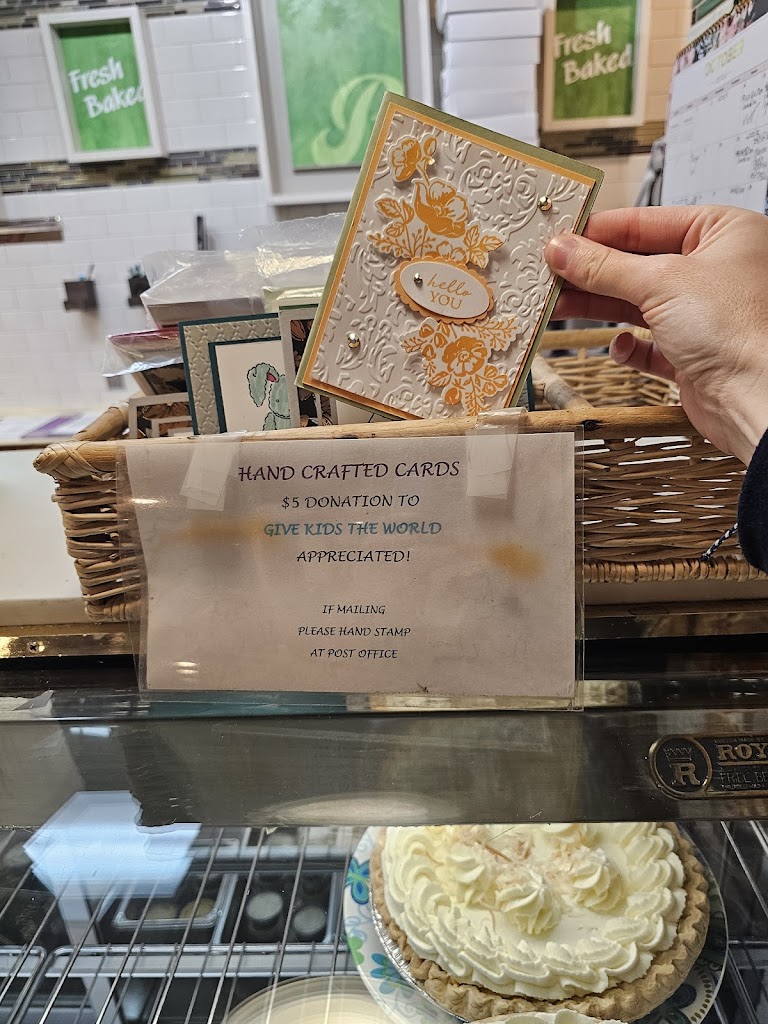 Fresh
Baked
Fresh
Baked
OCTOBER
hello
YOU
HAND CRAFTED CARDS
$5 DONATION TO
GIVE KIDS THE WORLD
APPRECIATED!
IF MAILING
PLEASE HAND STAMP
AT POST OFFICE
R